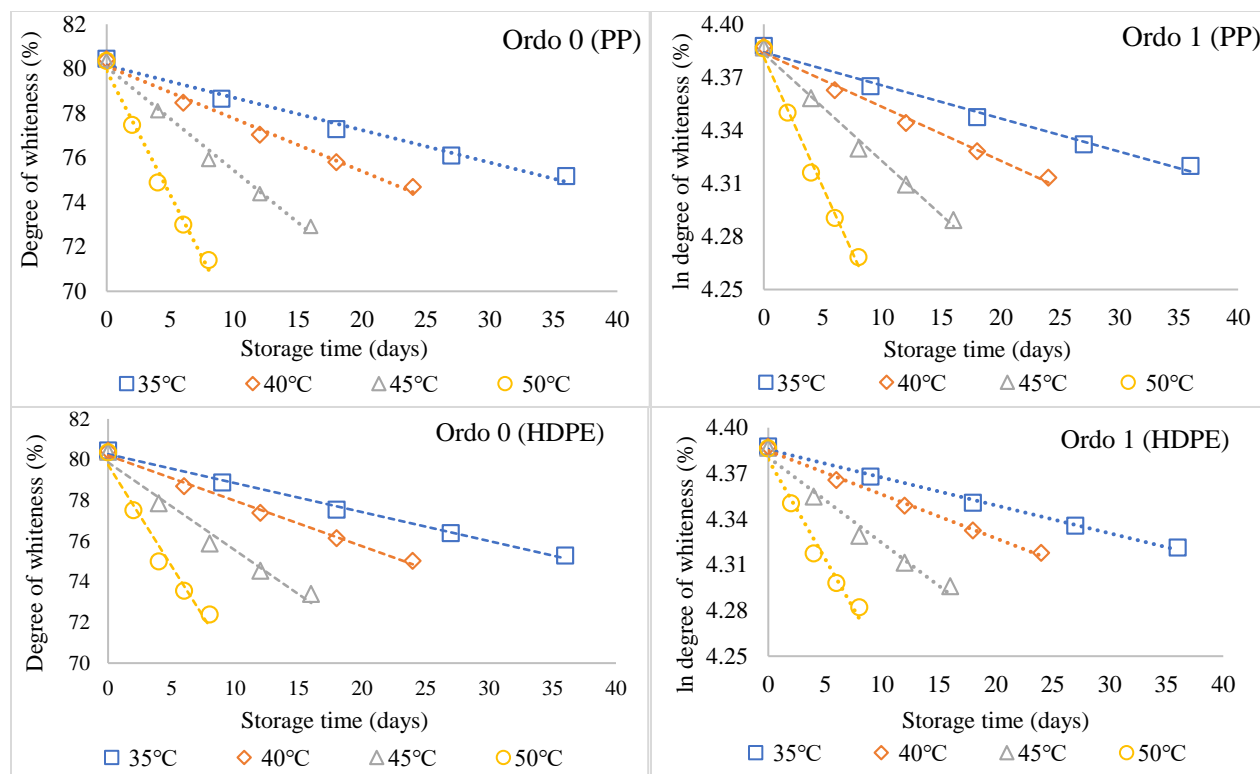 Ordo 0 (PP)
Degree of whiteness (%)
82
80
78
76
74
72
70
0 5 10 15 20 25 30 35 40
Storage time (days)
35℃ 40℃ 45℃ 50℃
Ordo 1 (PP)
ln degree of whiteness (%)
4.40
4.37
4.34
4.31
4.28
4.25
0 5 10 15 20 25 30 35 40
Storage time (days)
35℃ 40℃ 45℃ 50℃
Ordo 0 (HDPE)
Degree of whiteness (%)
82
80
78
76
74
72
70
0 5 10 15 20 25 30 35 40
Storage time (days)
35℃ 40℃ 45℃ 50℃
Ordo 1 (HDPE)
ln degree of whiteness (%)
4.40
4.37
4.34
4.31
4.28
4.25
0 5 10 15 20 25 30 35 40
Storage time (days)
35℃ 40℃ 45℃ 50℃